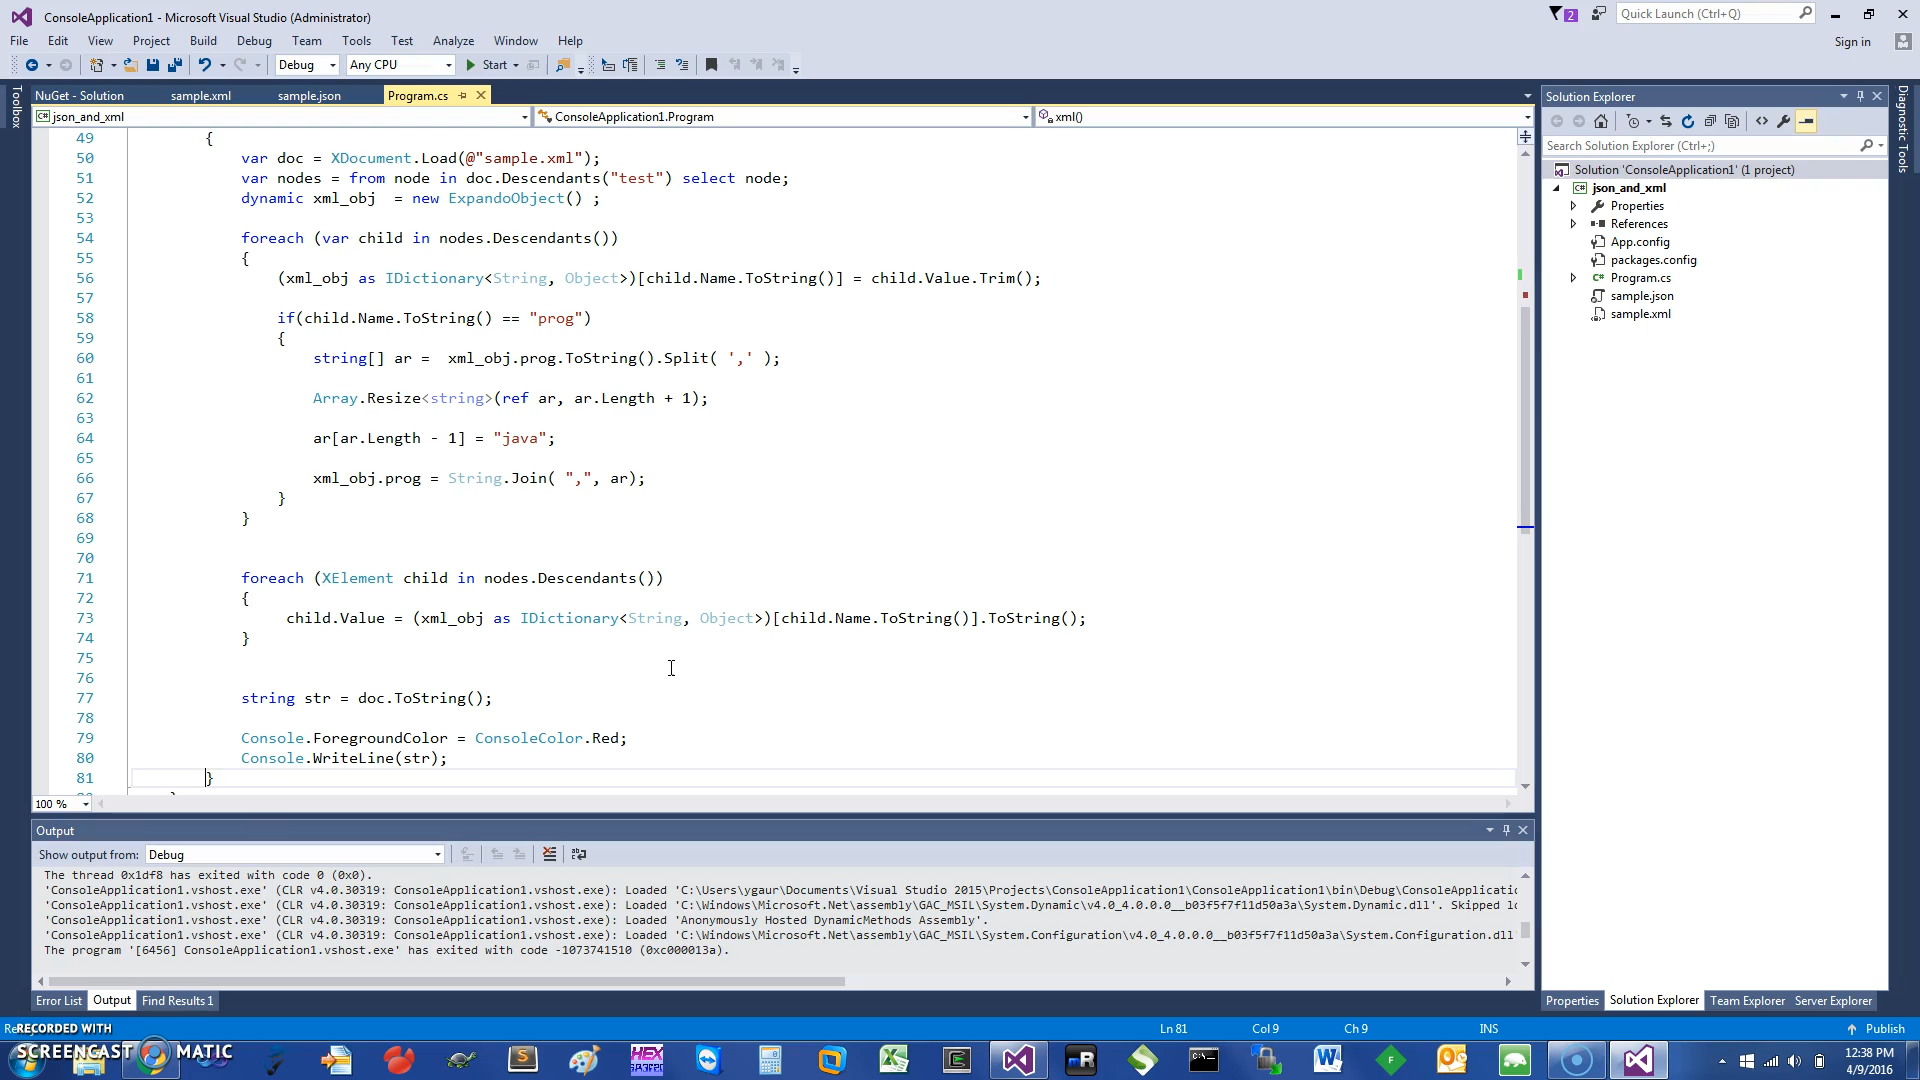 ConsoleApplication1 - Microsoft Visual Studio (Administrator)
2
Quick Launch (Ctrl+Q)
File Edit View Project Build Debug Team Tools Test Analyze Window Help
Sign in
Debug Any CPU Start
Toolbox
NuGet - Solution sample.xml sample.json Program.cs
json_and_xml ConsoleApplication1.Program xml()
49 {
50 var doc = XDocument.Load(@"sample.xml");
51 var nodes = from node in doc.Descendants("test") select node;
52 dynamic xml_obj  = new ExpandoObject() ;
53
54 foreach (var child in nodes.Descendants())
55 {
56 (xml_obj as IDictionary<String, Object>)[child.Name.ToString()] = child.Value.Trim();
57
58 if(child.Name.ToString() == "prog")
59 {
60 string[] ar =  xml_obj.prog.ToString().Split( ',' );
61
62 Array.Resize<string>(ref ar, ar.Length + 1);
63
64 ar[ar.Length - 1] = "java";
65
66 xml_obj.prog = String.Join( ",", ar);
67 }
68 }
69
70
71 foreach (XElement child in nodes.Descendants())
72 {
73 child.Value = (xml_obj as IDictionary<String, Object>)[child.Name.ToString()].ToString();
74 }
75
76
77 string str = doc.ToString();
78
79 Console.ForegroundColor = ConsoleColor.Red;
80 Console.WriteLine(str);
81 }
100 %
Solution Explorer
Search Solution Explorer (Ctrl+;)
Solution 'ConsoleApplication1' (1 project)
json_and_xml
Properties
References
App.config
packages.config
Program.cs
sample.json
sample.xml
Diagnostic Tools
Output
Show output from: Debug
The thread 0x1df8 has exited with code 0 (0x0).
'ConsoleApplication1.vshost.exe' (CLR v4.0.30319: ConsoleApplication1.vshost.exe): Loaded 'C:\Users\ygaur\Documents\Visual Studio 2015\Projects\ConsoleApplication1\ConsoleApplication1\bin\Debug\ConsoleApplicatio
'ConsoleApplication1.vshost.exe' (CLR v4.0.30319: ConsoleApplication1.vshost.exe): Loaded 'C:\Windows\Microsoft.Net\assembly\GAC_MSIL\System.Dynamic\v4.0_4.0.0.0__b03f5f7f11d50a3a\System.Dynamic.dll'. Skipped lo
'ConsoleApplication1.vshost.exe' (CLR v4.0.30319: ConsoleApplication1.vshost.exe): Loaded 'Anonymously Hosted DynamicMethods Assembly'.
'ConsoleApplication1.vshost.exe' (CLR v4.0.30319: ConsoleApplication1.vshost.exe): Loaded 'C:\Windows\Microsoft.Net\assembly\GAC_MSIL\System.Configuration\v4.0_4.0.0.0__b03f5f7f11d50a3a\System.Configuration.dll'
The program '[6456] ConsoleApplication1.vshost.exe' has exited with code -1073741510 (0xc000013a).
Error List Output Find Results 1
Properties Solution Explorer Team Explorer Server Explorer
Ln 81 Col 9 Ch 9 INS Publish
RECORDED WITH
SCREENCAST MATIC
12:38 PM
4/9/2016